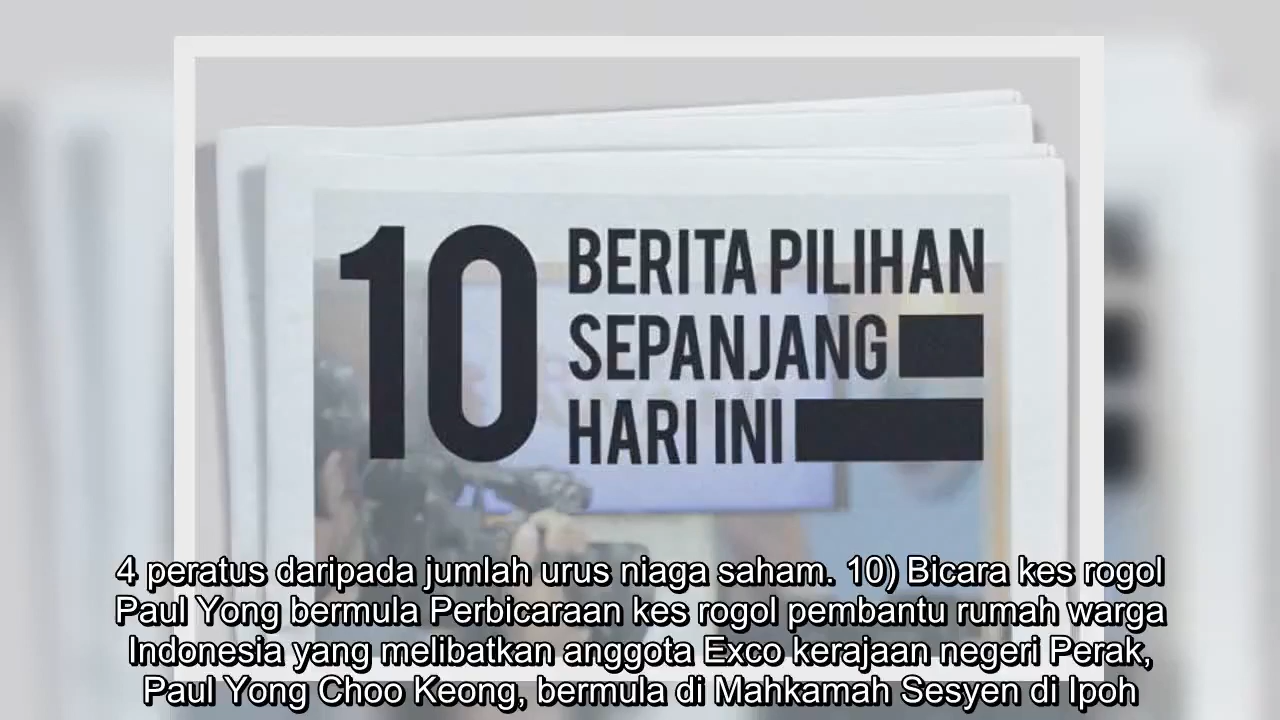 10 BERITA PILIHAN
SEPANJANG
HARI INI
4 peratus daripada jumlah urus niaga saham. 10) Bicara kes rogol
Paul Yong bermula Perbicaraan kes rogol pembantu rumah warga
Indonesia yang melibatkan anggota Exco kerajaan negeri Perak,
Paul Yong Choo Keong, bermula di Mahkamah Sesyen di Ipoh